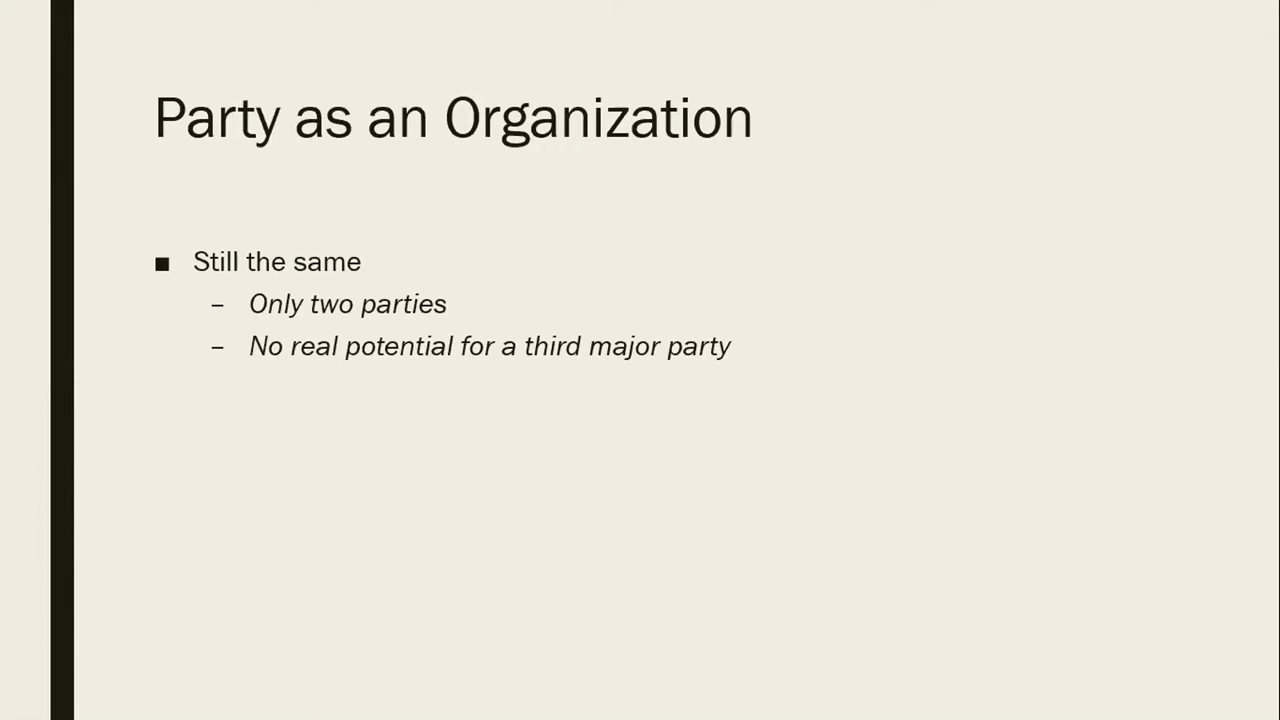 Party as an Organization
■ Still the same
– Only two parties
– No real potential for a third major party